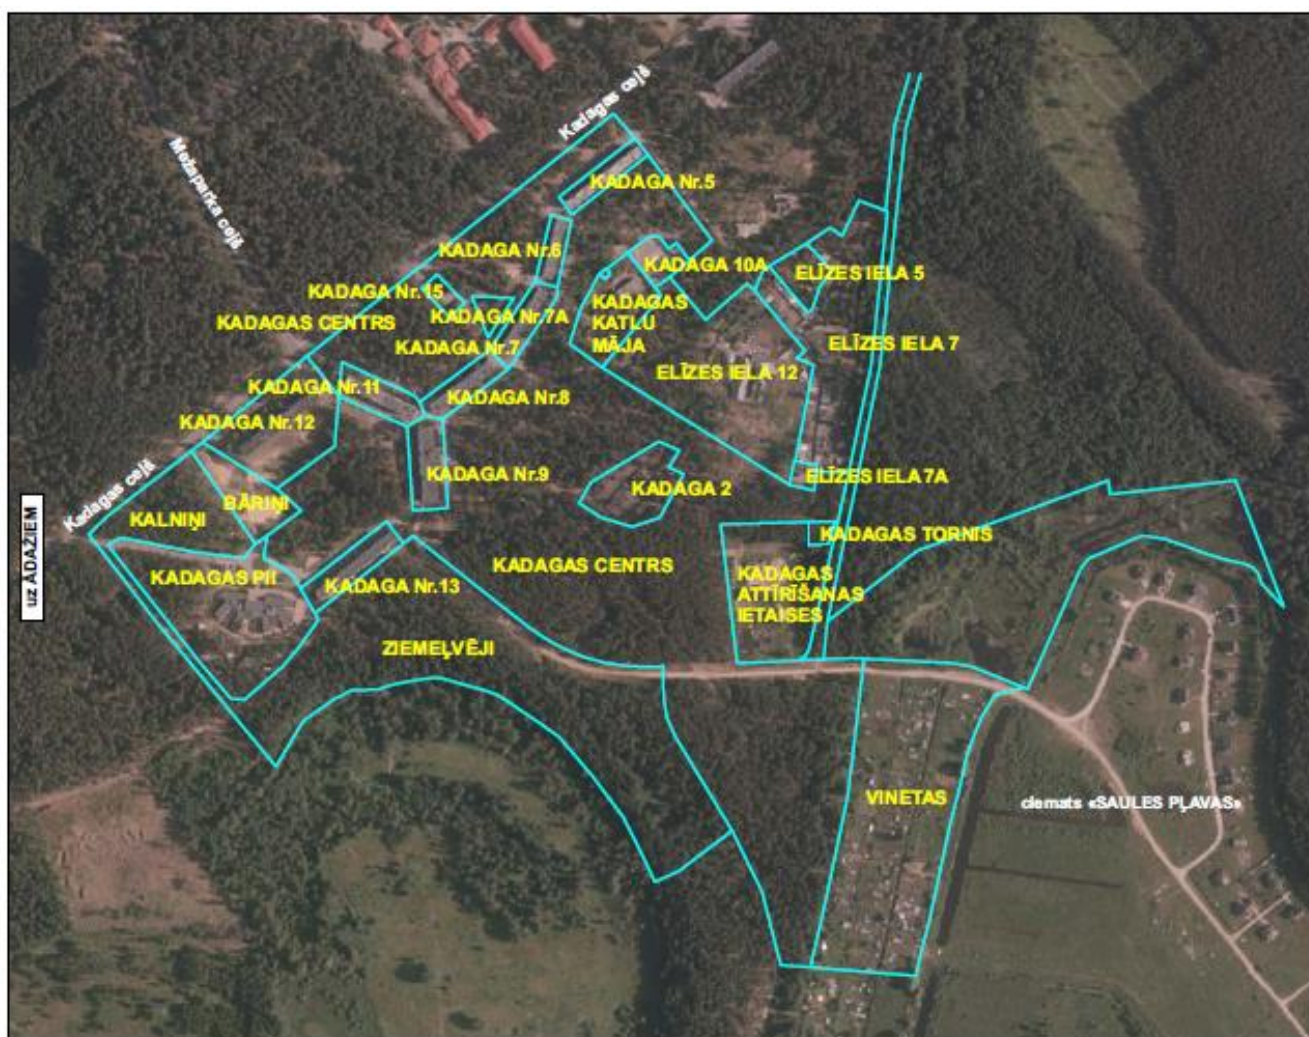 Kadagas ceļš
Mežaparka ceļš
KADAGA Nr.5
KADAGA Nr.6
KADAGA 10A
ELĪZES IELA 5
KADAGA Nr.15
KADAGAS
KATLU
MĀJA
KADAGA Nr.7A
KADAGAS CENTRS
KADAGA Nr.7
ELĪZES IELA 7
ELĪZES IELA 12
KADAGA Nr.11
KADAGA Nr.8
KADAGA Nr.12
KADAGA Nr.9
ELĪZES IELA 7A
KADAGA 2
Kadagas ceļš
BĀRIŅI
KALNIŅI
uz ĀDAŽIEM
KADAGAS TORNIS
KADAGAS CENTRS
KADAGAS PII
KADAGA Nr.13
KADAGAS
ATTĪRĪŠANAS
IETAISES
ZIEMEĻVĒJI
VINETAS
ciemats «SAULES PĻAVAS»